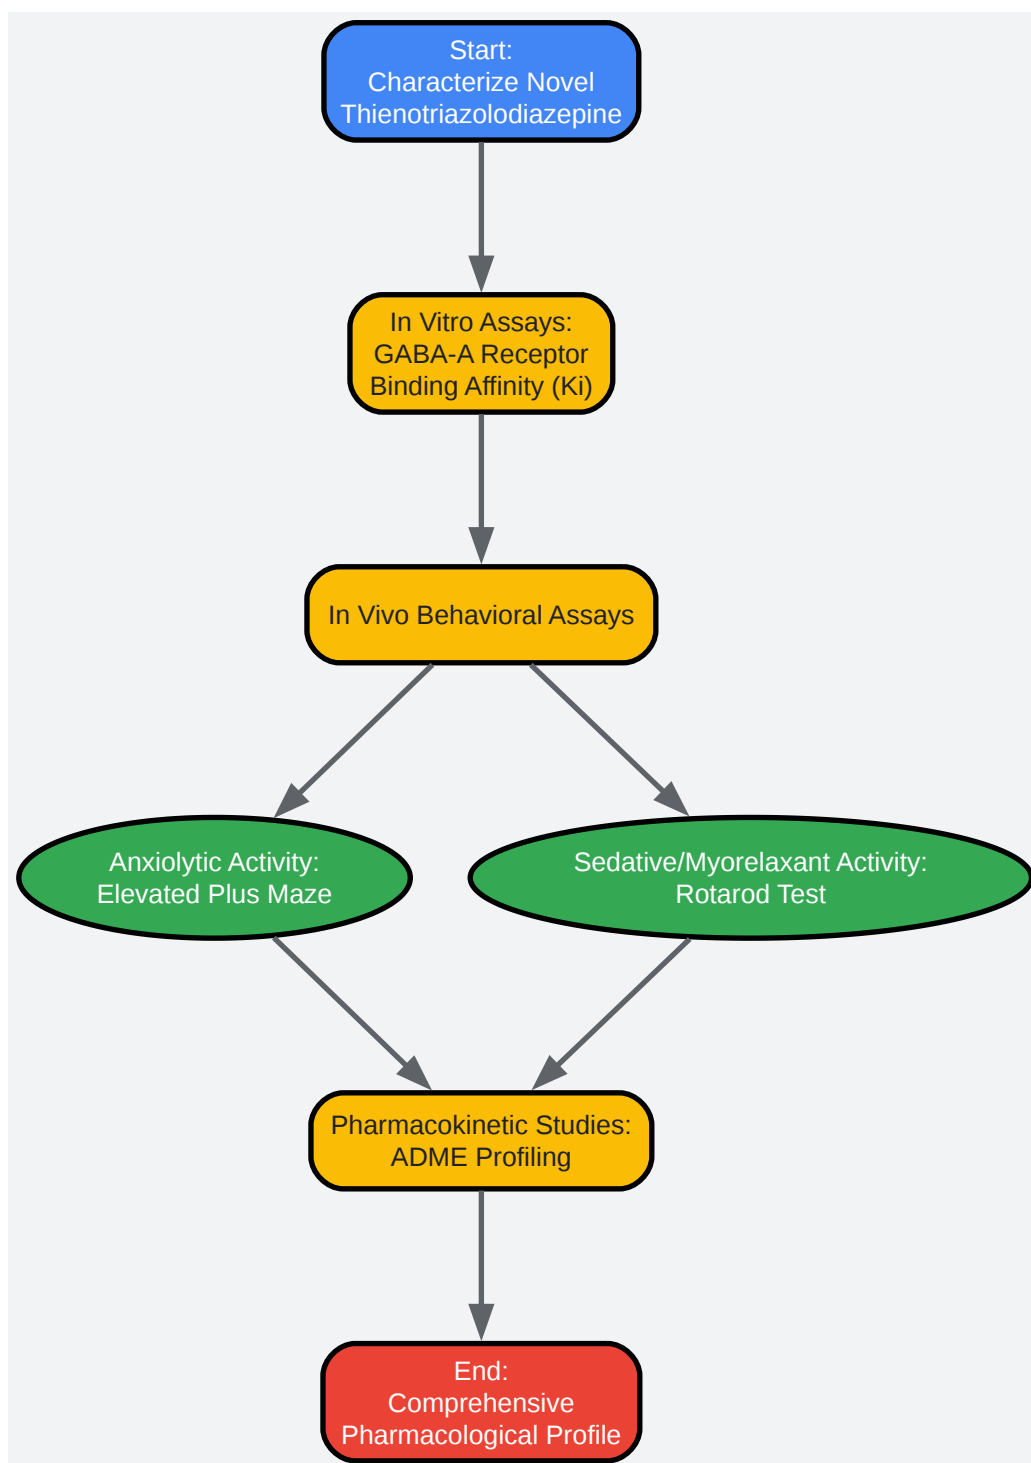 Start:
Characterize Novel
Thienotriazolodiazepine
In Vitro Assays:
GABA-A Receptor
Binding Affinity (Ki)
In Vivo Behavioral Assays
Anxiolytic Activity:
Elevated Plus Maze
Sedative/Myorelaxant Activity:
Rotarod Test
Pharmacokinetic Studies:
ADME Profiling
End:
Comprehensive
Pharmacological Profile